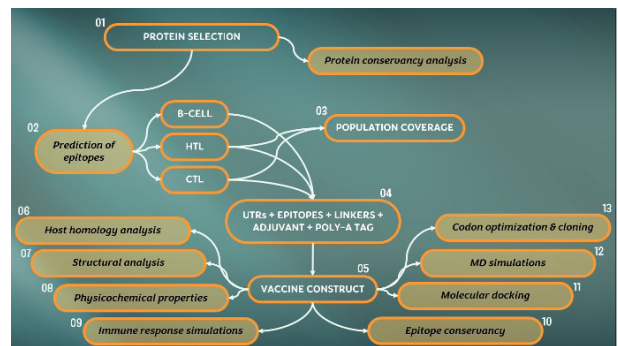 01
PROTEIN SELECTION
Protein conservancy analysis
02
Prediction of
epitopes
B-CELL
HTL
CTL
03
POPULATION COVERAGE
04
UTRs + EPITOPES + LINKERS +
ADJUVANT + POLY-A TAG
05
VACCINE CONSTRUCT
06
Host homology analysis
07
Structural analysis
08
Physicochemical properties
09
Immune response simulations
13
Codon optimization & cloning
12
MD simulations
11
Molecular docking
10
Epitope conservancy